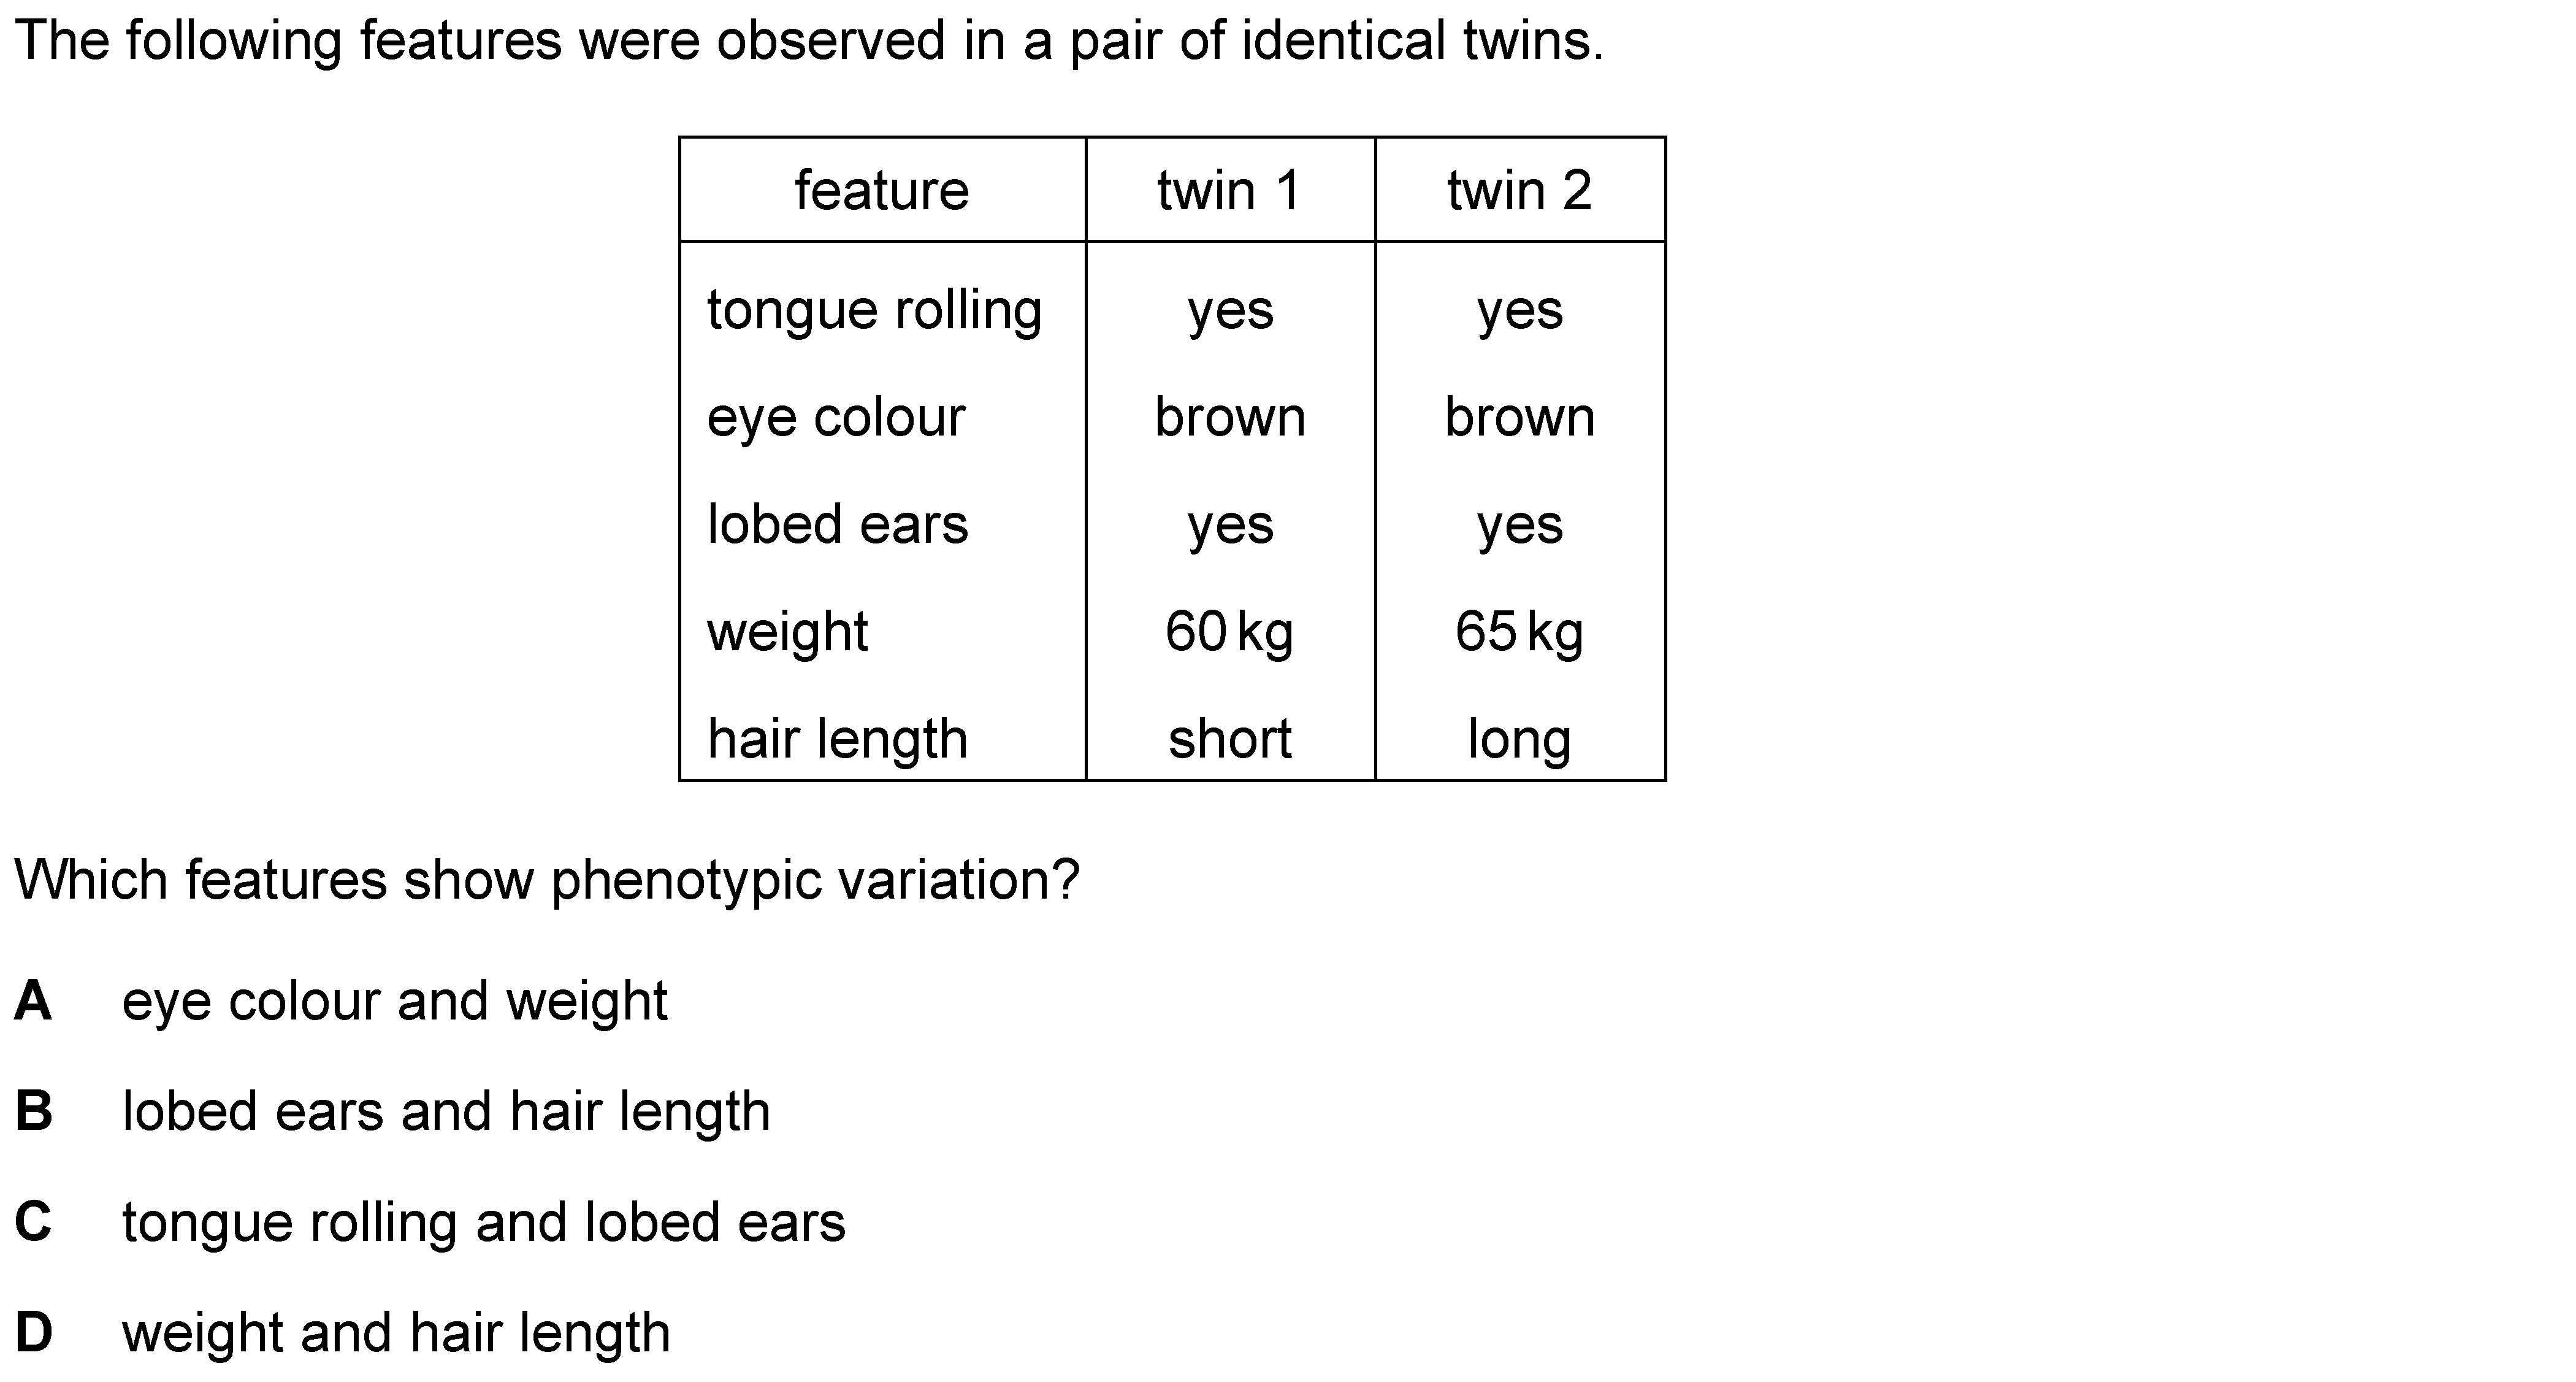 The following features were observed in a pair of identical twins.
feature twin 1 twin 2
tongue rolling yes yes
eye colour brown brown
lobed ears yes yes
weight 60 kg 65 kg
hair length short long
Which features show phenotypic variation?
A eye colour and weight
B lobed ears and hair length
C tongue rolling and lobed ears
D weight and hair length